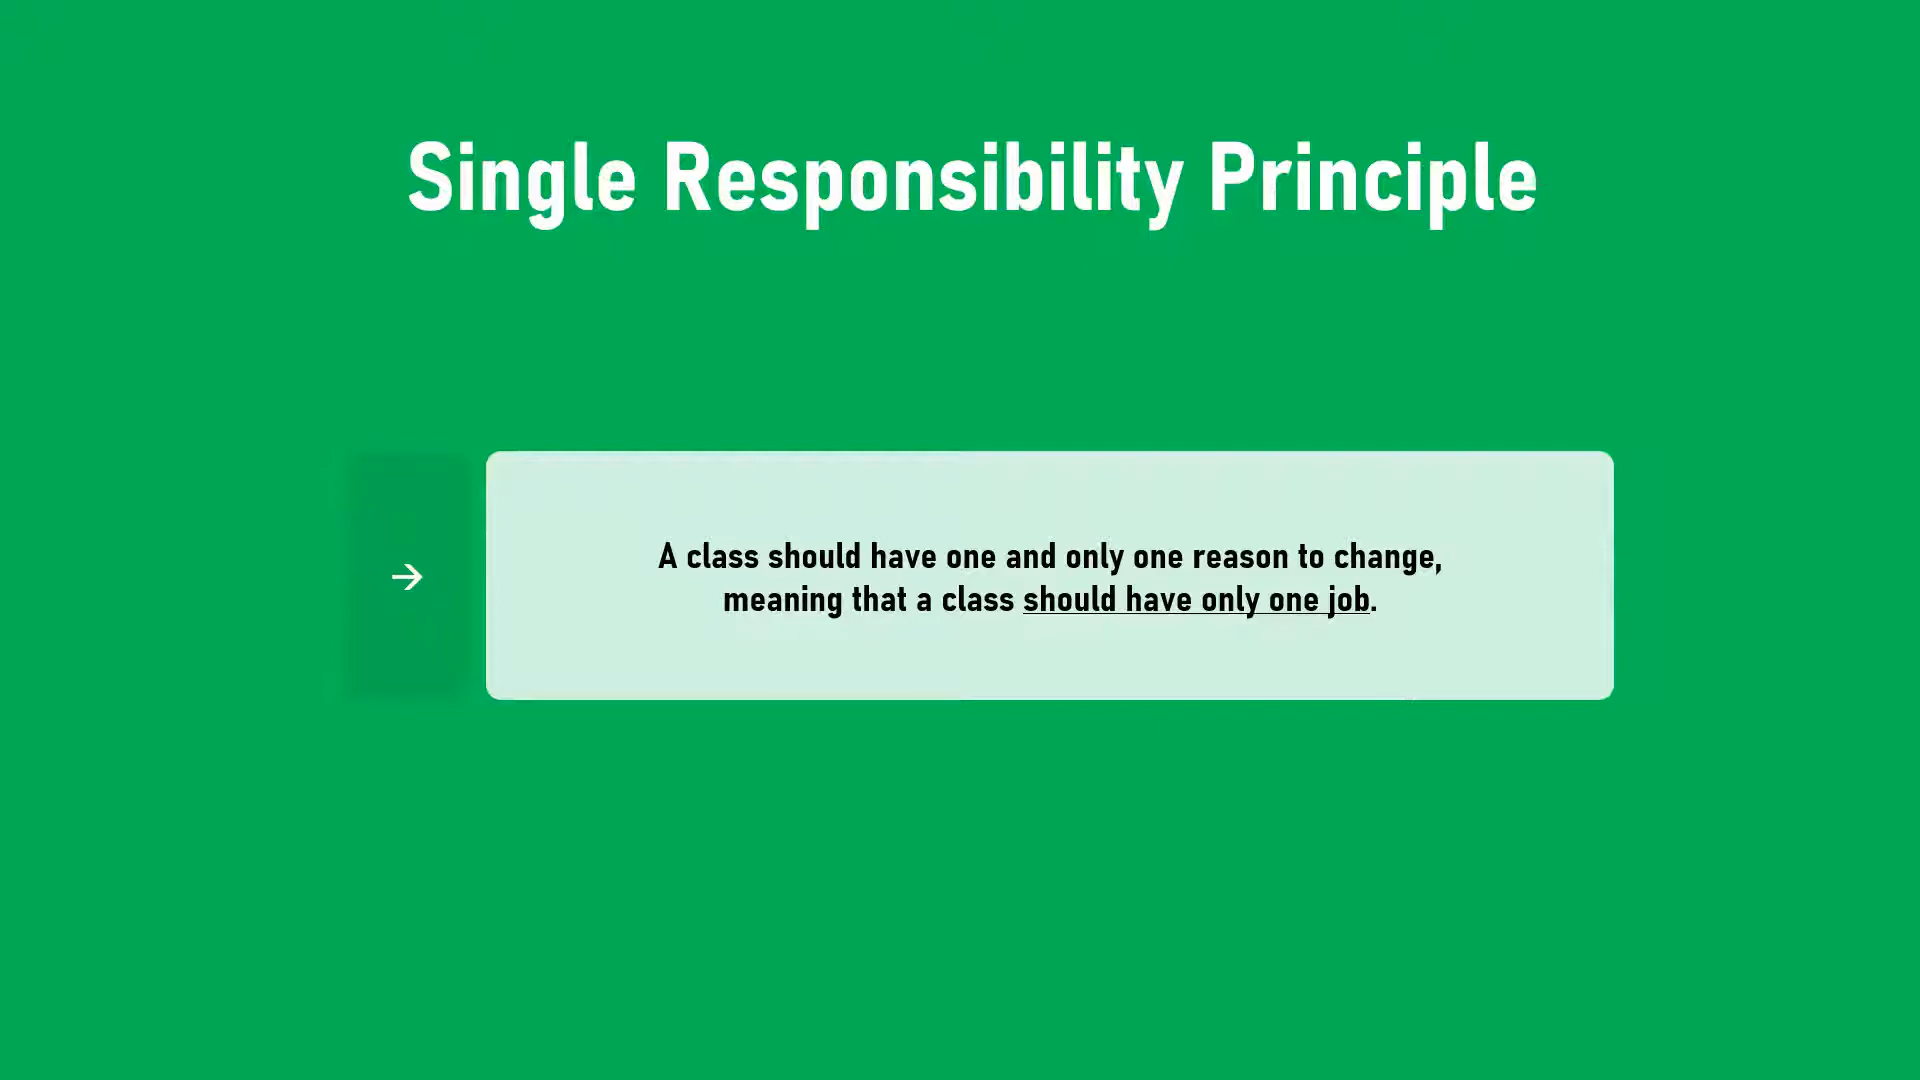 Single Responsibility Principle
→
A class should have one and only one reason to change,
meaning that a class should have only one job.